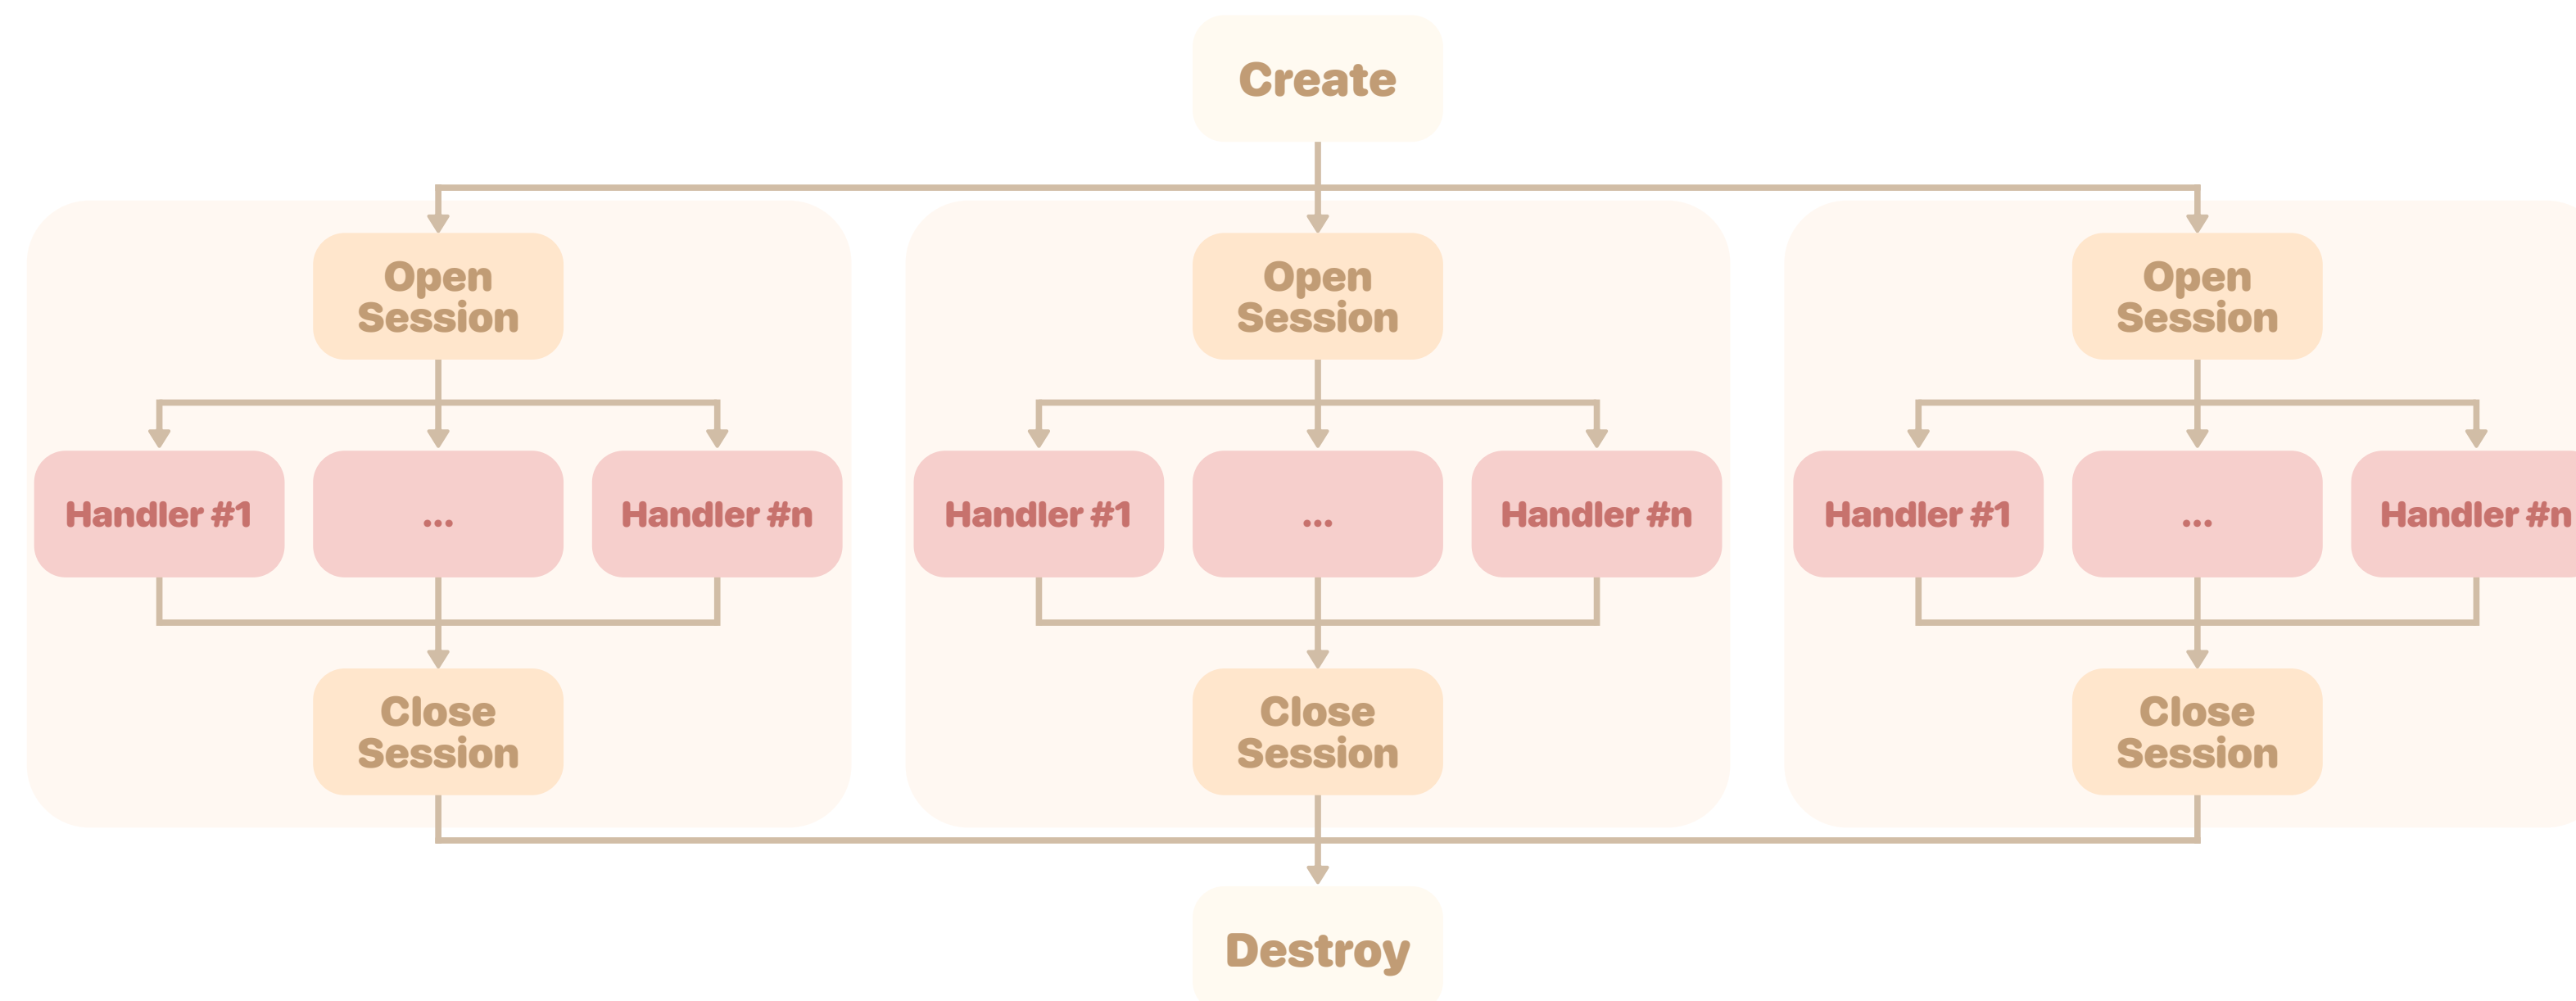 Create
Open
Session
Open
Session
Open
Session
Handler #1
...
Handler #n
Handler #1
...
Handler #n
Handler #1
...
Handler #n
Close
Session
Close
Session
Close
Session
Destroy